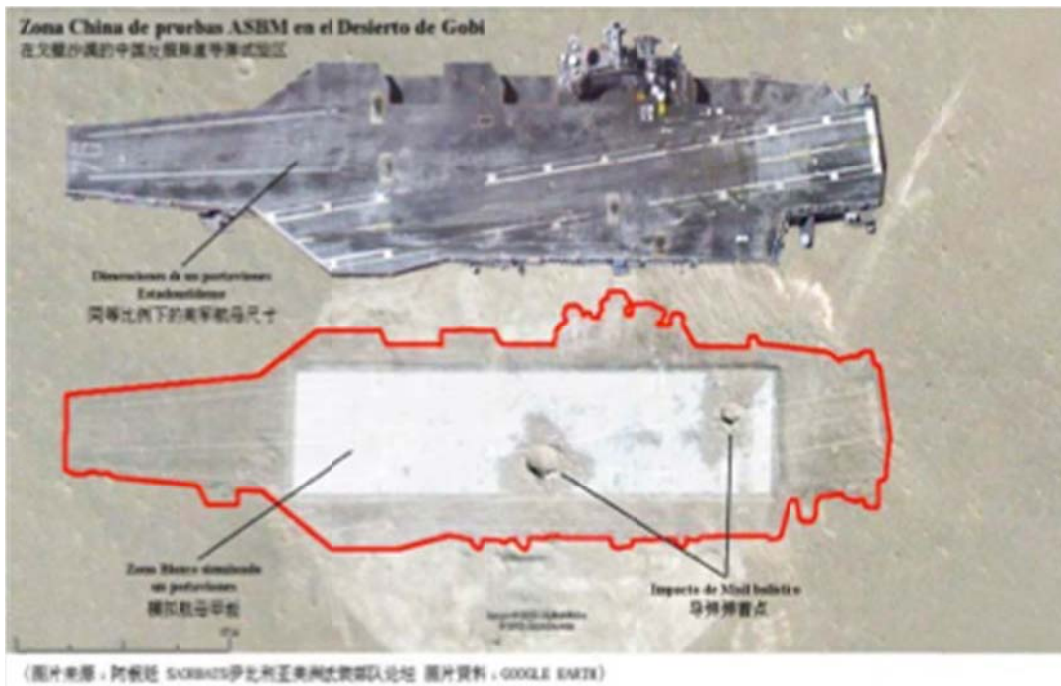 Zona China de pruebas ASBM en el Desierto de Gobi
在戈壁沙漠的中国反舰弹道导弹试验区
Dimensiones de un portaviones
Estadounidense
同等比例下的美军航母尺寸
Zona Blanco simulando
un portaviones
模拟航母甲板
Impacto de Misil balístico
导弹弹着点
(图片来源:阿根廷 SAORBATS伊比利亚美洲武装部队论坛 图片资料:GOOGLE EARTH)